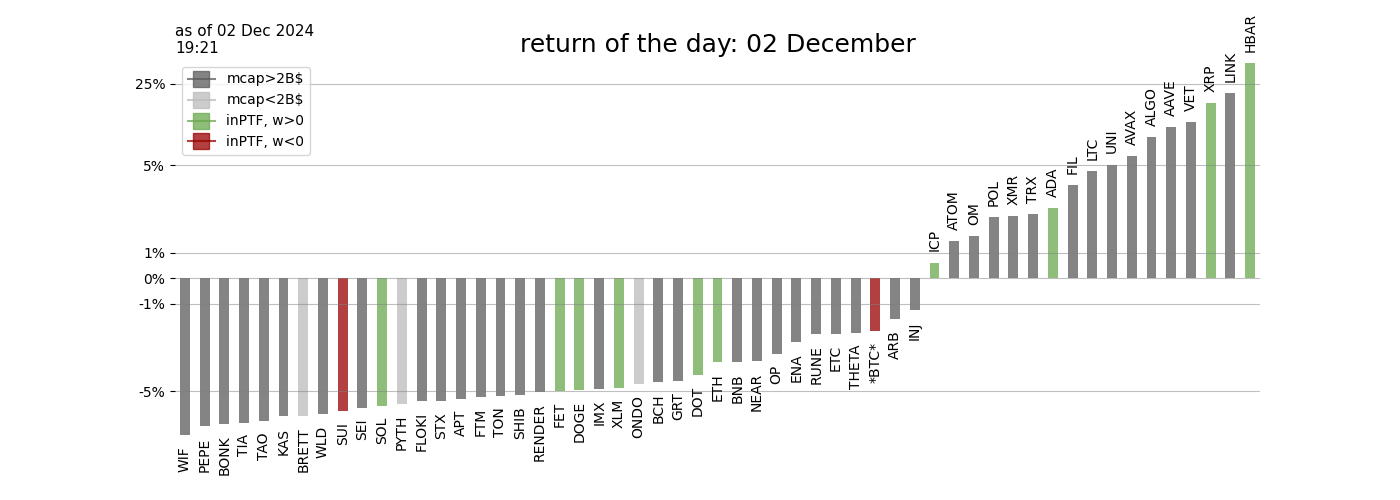 as of 02 Dec 2024
19:21
return of the day: 02 December
mcap>2B$
mcap<2B$
inPTF, w>0
inPTF, w<0
25%
5%
1%
0%
-1%
-5%
WIF
PEPE
BONK
TIA
TAO
KAS
BRETT
WLD
SUI
SEI
SOL
PYTH
FLOKI
STX
APT
FTM
TON
SHIB
RENDER
FET
DOGE
IMX
XLM
ONDO
BCH
GRT
DOT
ETH
BNB
NEAR
OP
ENA
RUNE
ETC
THETA
*BTC*
ARB
INJ
ICP
ATOM
OM
POL
XMR
TRX
ADA
FIL
LTC
UNI
AVAX
ALGO
AAVE
VET
XRP
LINK
HBAR